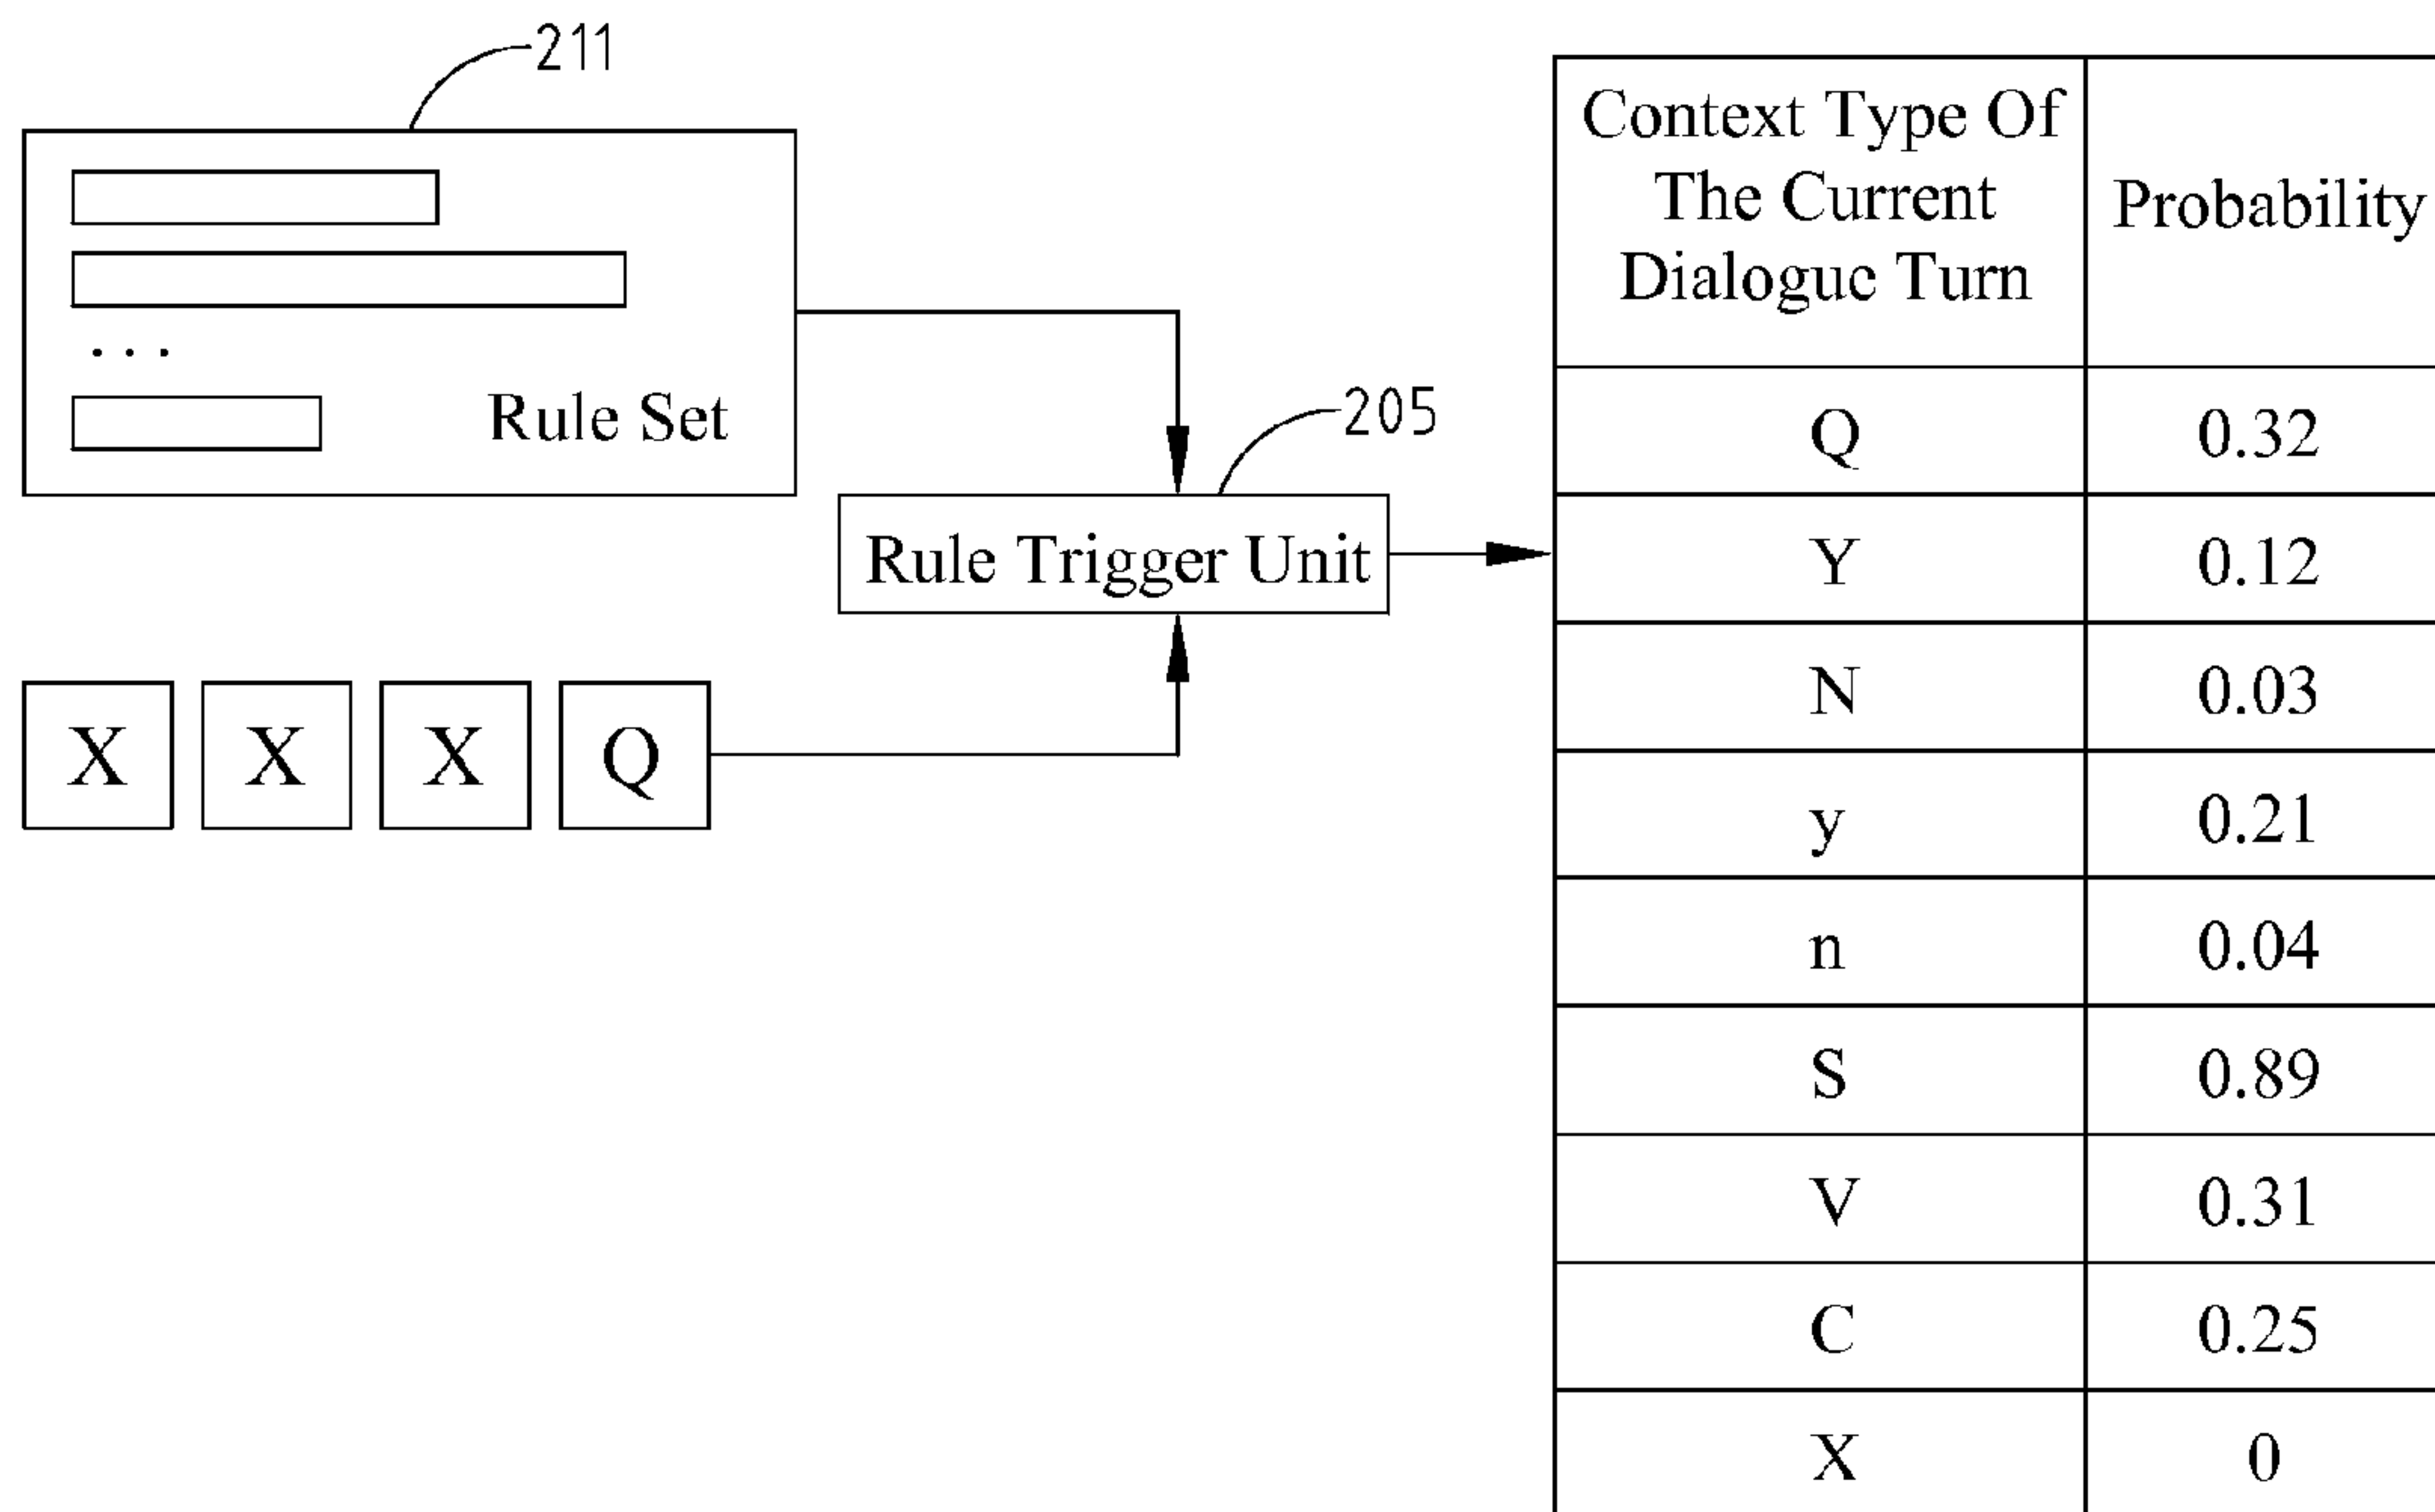 211
. . .
Rule Set
205
Rule Trigger Unit
X X X Q
Context Type Of
The Current
Dialogue Turn
Probability
Q 0.32
Y 0.12
N 0.03
y 0.21
n 0.04
S 0.89
V 0.31
C 0.25
X 0